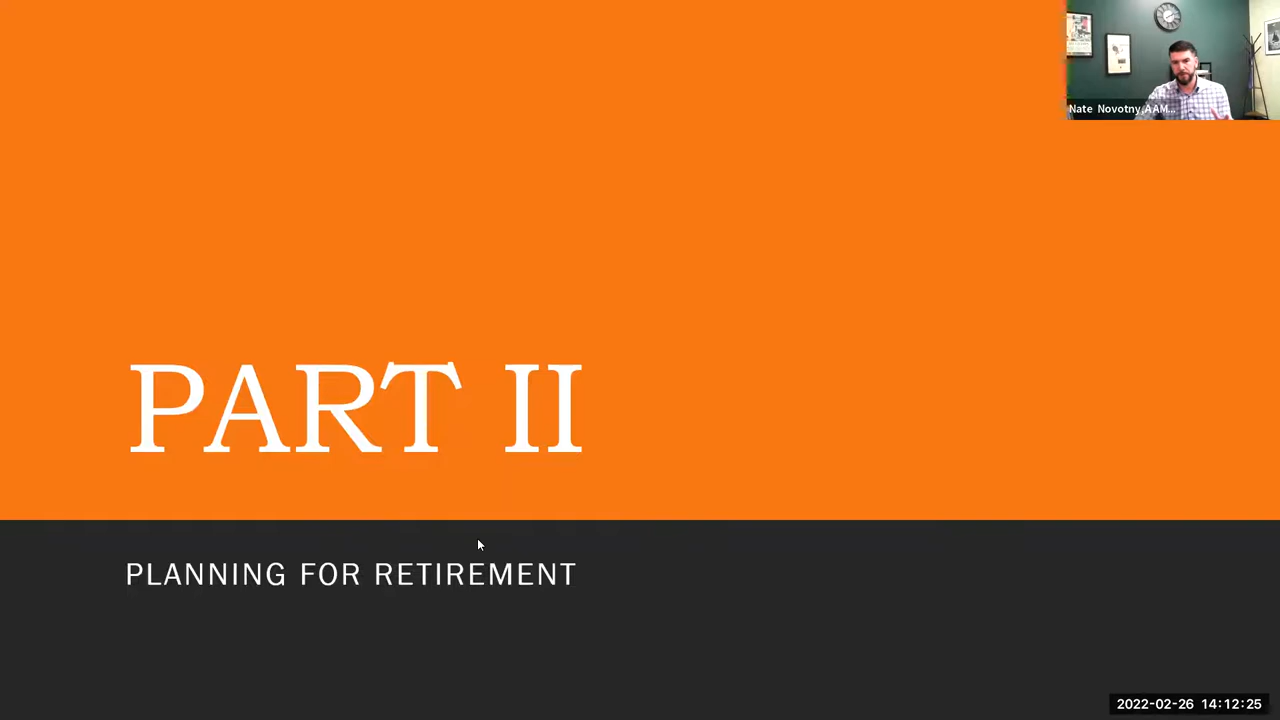 Nate Novotny,AAM...
PART II
PLANNING FOR RETIREMENT
2022-02-26 14:12:25